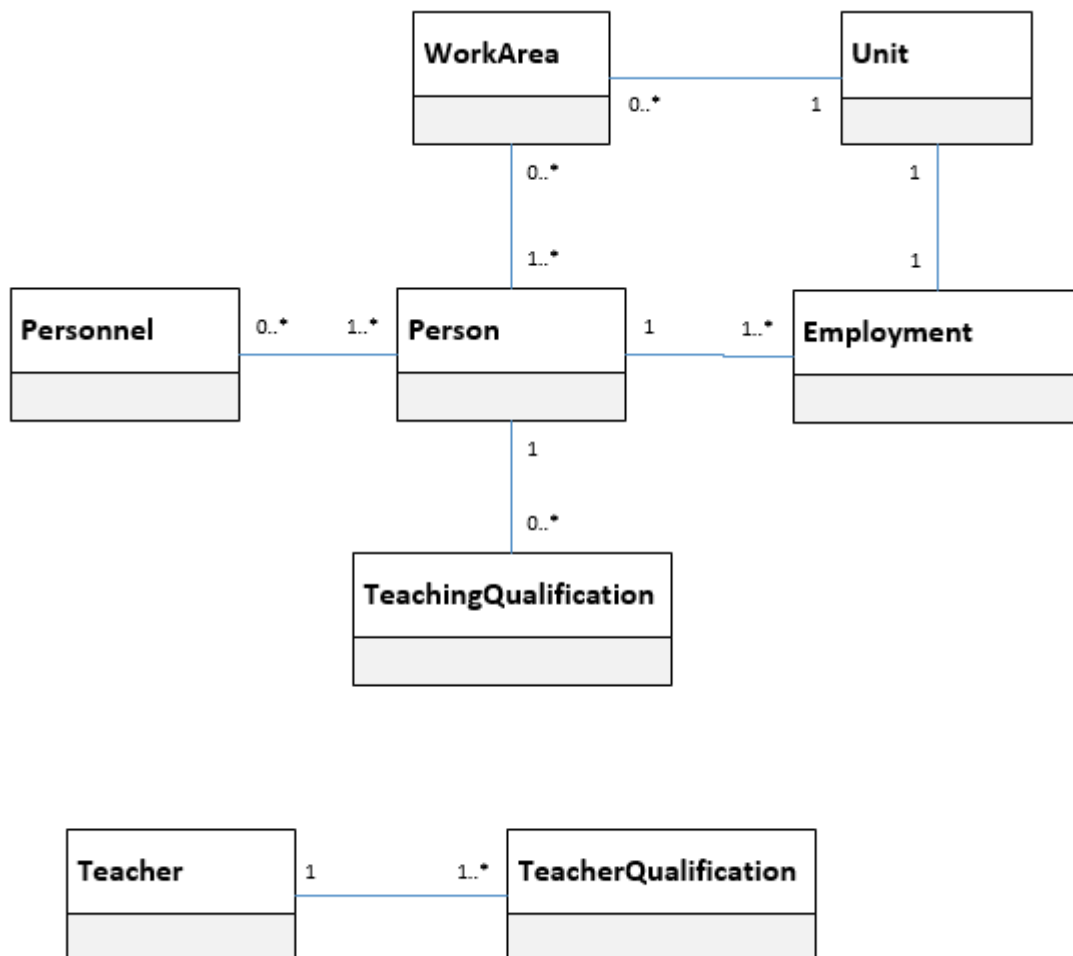 WorkArea
Unit
0..*
1
0..*
1
1..*
1
Personnel
0..*
1..*
Person
1
1..*
Employment
1
0..*
TeachingQualification
Teacher
1
1..*
TeacherQualification